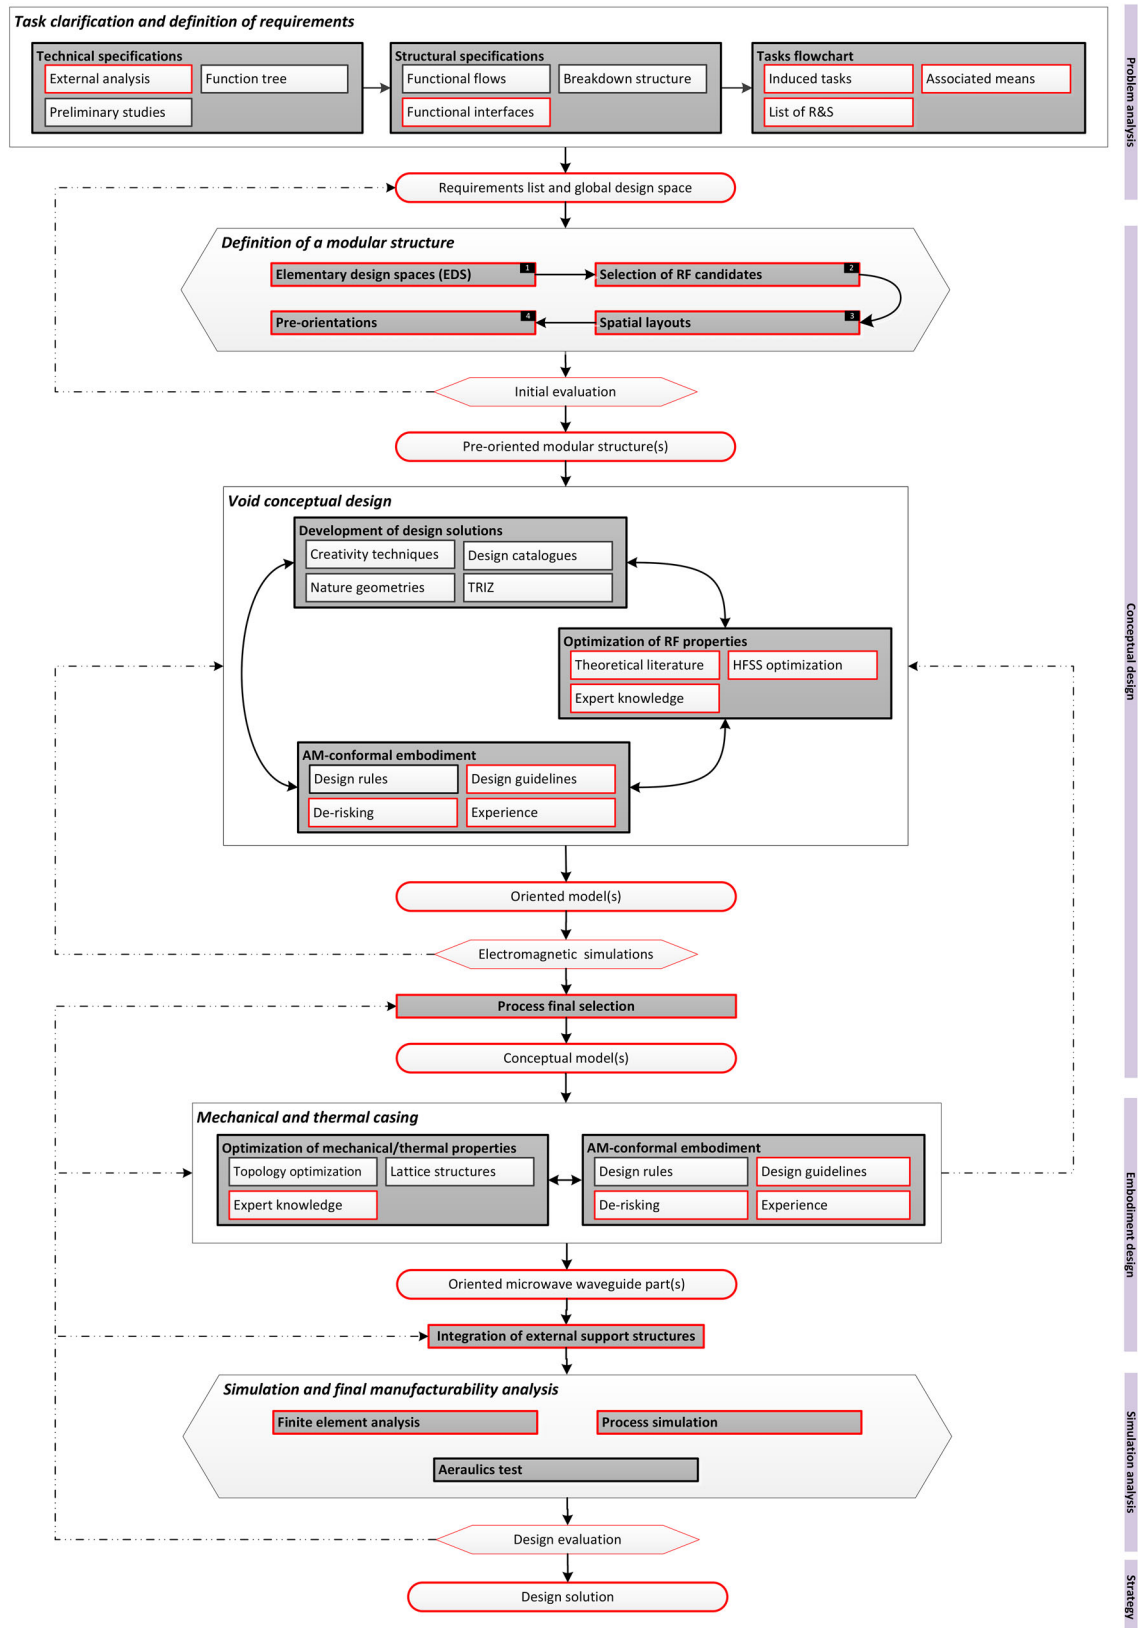 Task clarification and definition of requirements
Technical specifications
External analysis
Function tree
Preliminary studies
Structural specifications
Functional flows
Breakdown structure
Functional interfaces
Tasks flowchart
Induced tasks
Associated means
List of R&S
Problem analysis
Requirements list and global design space
Definition of a modular structure
Elementary design spaces (EDS)
1
Selection of RF candidates
2
Pre-orientations
4
Spatial layouts
3
Initial evaluation
Pre-oriented modular structure(s)
Void conceptual design
Development of design solutions
Creativity techniques
Design catalogues
Nature geometries
TRIZ
Optimization of RF properties
Theoretical literature
HFSS optimization
Expert knowledge
AM-conformal embodiment
Design rules
Design guidelines
De-risking
Experience
Conceptual design
Oriented model(s)
Electromagnetic simulations
Process final selection
Conceptual model(s)
Mechanical and thermal casing
Optimization of mechanical/thermal properties
Topology optimization
Lattice structures
Expert knowledge
AM-conformal embodiment
Design rules
Design guidelines
De-risking
Experience
Embodiment design
Oriented microwave waveguide part(s)
Integration of external support structures
Simulation and final manufacturability analysis
Finite element analysis
Process simulation
Aeraulics test
Simulation analysis
Design evaluation
Design solution
Strategy